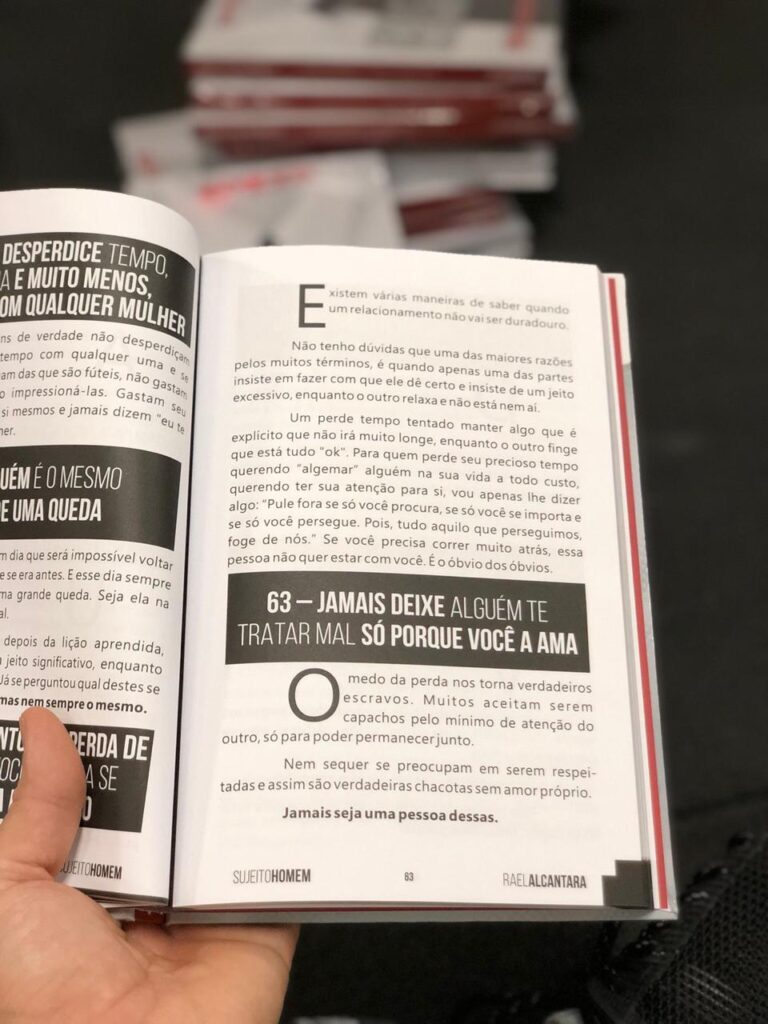 DESPERDICE TEMPO,
E MUITO MENOS,
OM QUALQUER MULHER
ns de verdade não desperdiçam
tempo com qualquer uma e se
am das que são fúteis, não gastam
o impressioná-las. Gastam seu
si mesmos e jamais dizem "eu te
her.
UÉM É O MESMO
E UMA QUEDA
m dia que será impossível voltar
e se era antes. E esse dia sempre
ma grande queda. Seja ela na
al.
depois da lição aprendida,
jeito significativo, enquanto
Já se perguntou qual destes se
mas nem sempre o mesmo.
PERDA DE
A SE
SUJEITOHOMEM
Existem várias maneiras de saber quando
um relacionamento não vai ser duradouro.
Não tenho dúvidas que uma das maiores razões
pelos muitos términos, é quando apenas uma das partes
insiste em fazer com que ele dê certo e insiste de um jeito
excessivo, enquanto o outro relaxa e não está nem aí.
Um perde tempo tentado manter algo que é
explícito que não irá muito longe, enquanto o outro finge
que está tudo "ok". Para quem perde seu precioso tempo
querendo "algemar" alguém na sua vida a todo custo,
querendo ter sua atenção para si, vou apenas lhe dizer
algo: "Pule fora se só você procura, se só você se importa e
se só você persegue. Pois, tudo aquilo que perseguimos,
foge de nós." Se você precisa correr muito atrás, essa
pessoa não quer estar com você. É o óbvio dos óbvios.
63 – JAMAIS DEIXE ALGUÉM TE
TRATAR MAL SÓ PORQUE VOCÊ A AMA
O medo da perda nos torna verdadeiros
escravos. Muitos aceitam serem
capachos pelo mínimo de atenção do
outro, só para poder permanecer junto.
Nem sequer se preocupam em serem respei-
tadas e assim são verdadeiras chacotas sem amor próprio.
Jamais seja uma pessoa dessas.
SUJEITOHOMEM 63 RAELALCANTARA